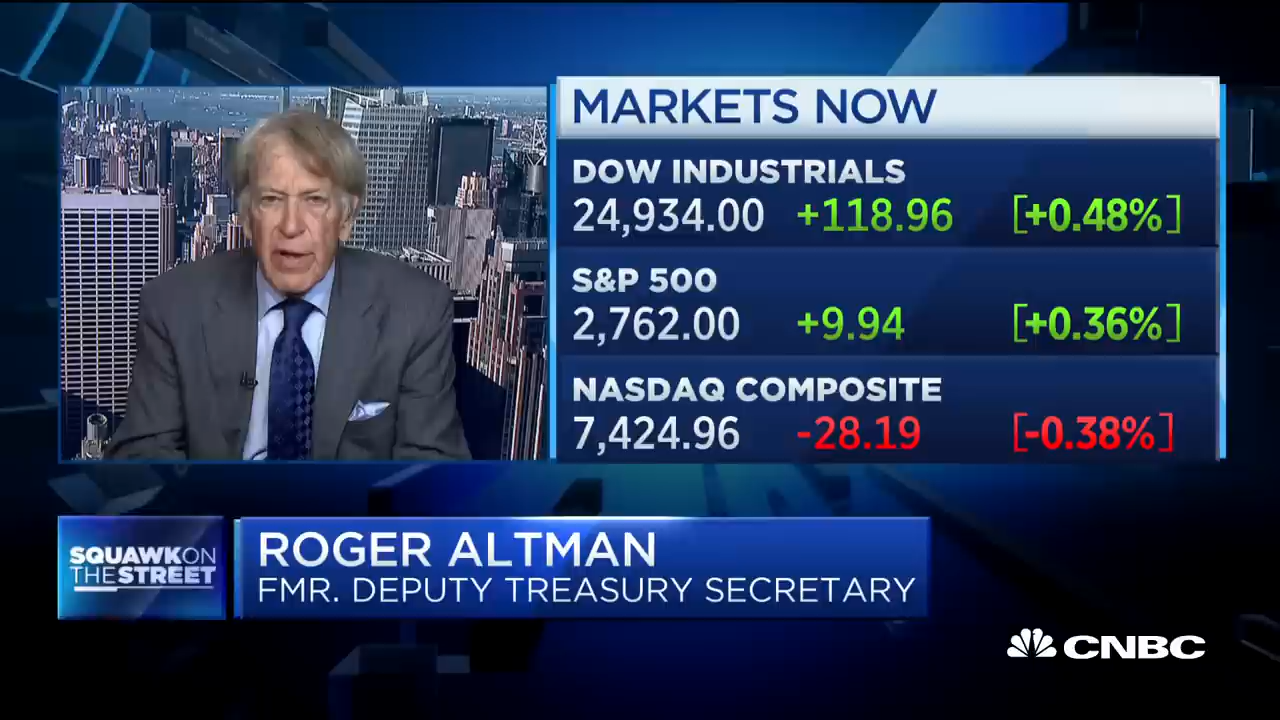 MARKETS NOW
DOW INDUSTRIALS
24,934.00 +118.96 [+0.48%]
S&P 500
2,762.00 +9.94 [+0.36%]
NASDAQ COMPOSITE
7,424.96 -28.19 [-0.38%]
SQUAWK ON
THE STREET
ROGER ALTMAN
FMR. DEPUTY TREASURY SECRETARY
CNBC